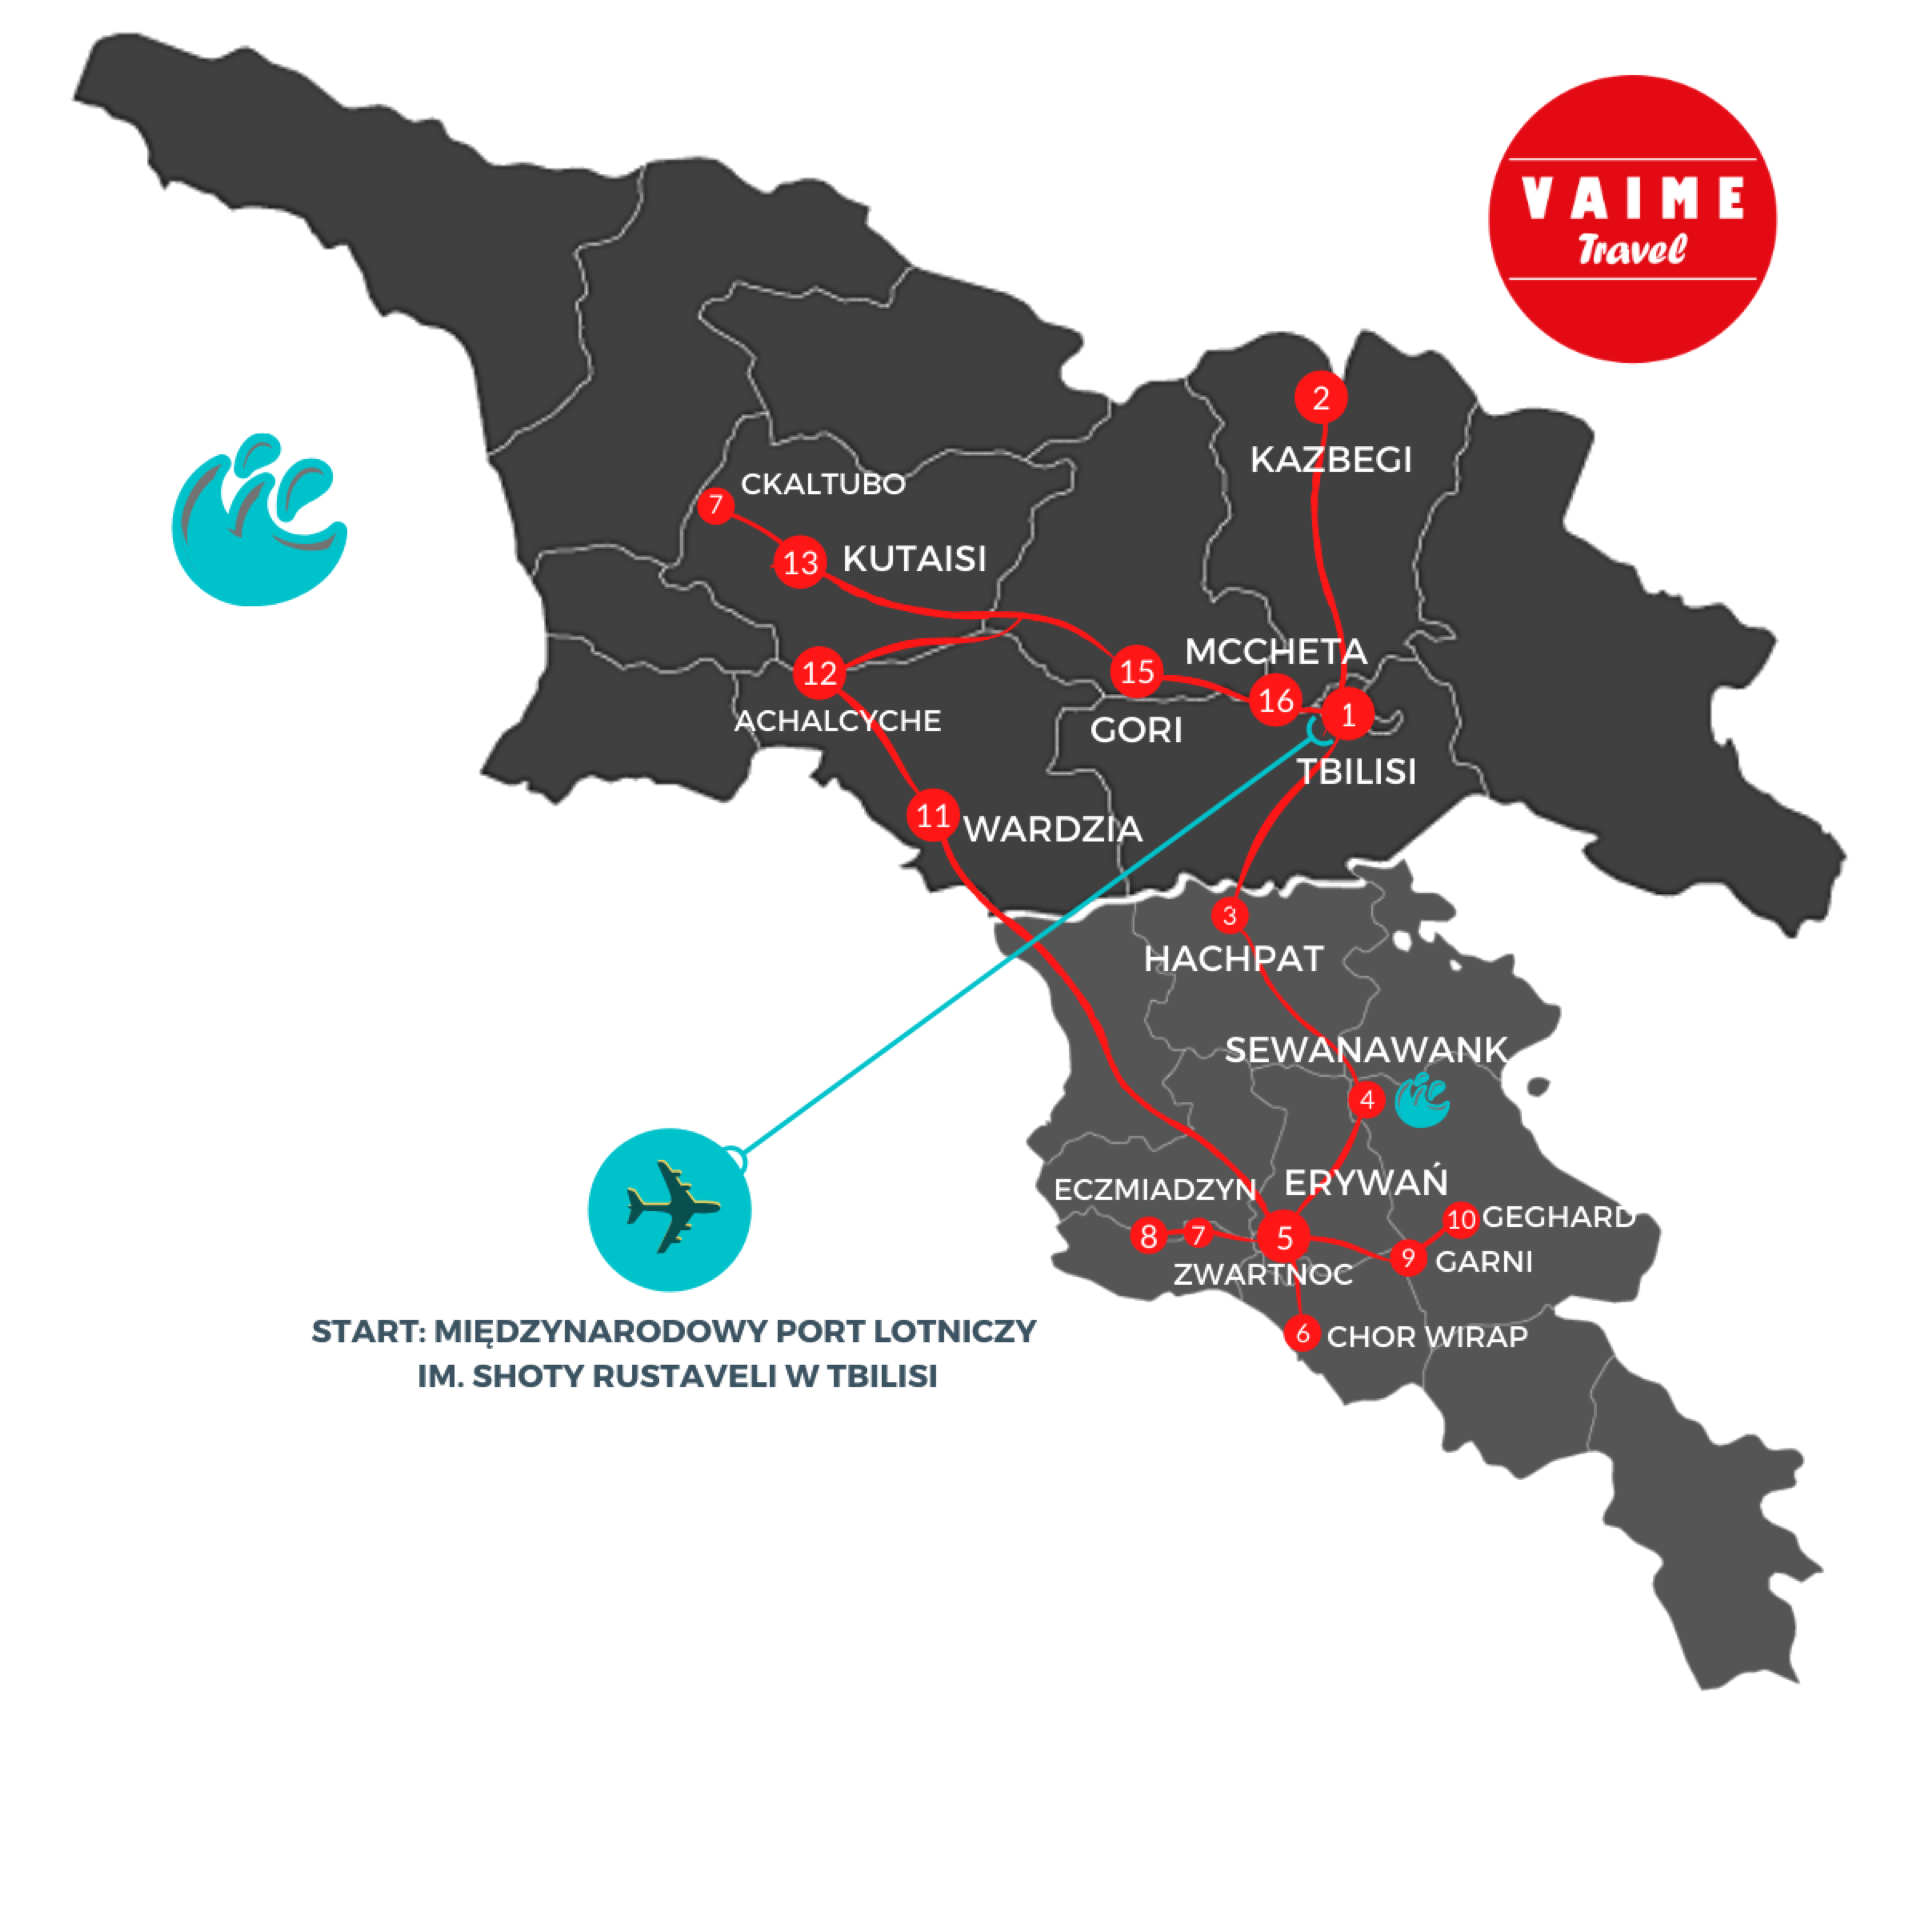 VAIME
Travel
2
KAZBEGI
CKALTUBO
7
13
KUTAISI
MCCHETA
12
15
16
1
ACHALCYCHE
GORI
TBILISI
11
WARDZIA
3
HACHPAT
SEWANAWANK
4
ECZMIADZYN
ERYWAŃ
8
7
5
10
GEGHARD
9
GARNI
ZWARTNOC
6
CHOR WIRAP
START: MIĘDZYNARODOWY PORT LOTNICZY
IM. SHOTY RUSTAVELI W TBILISI